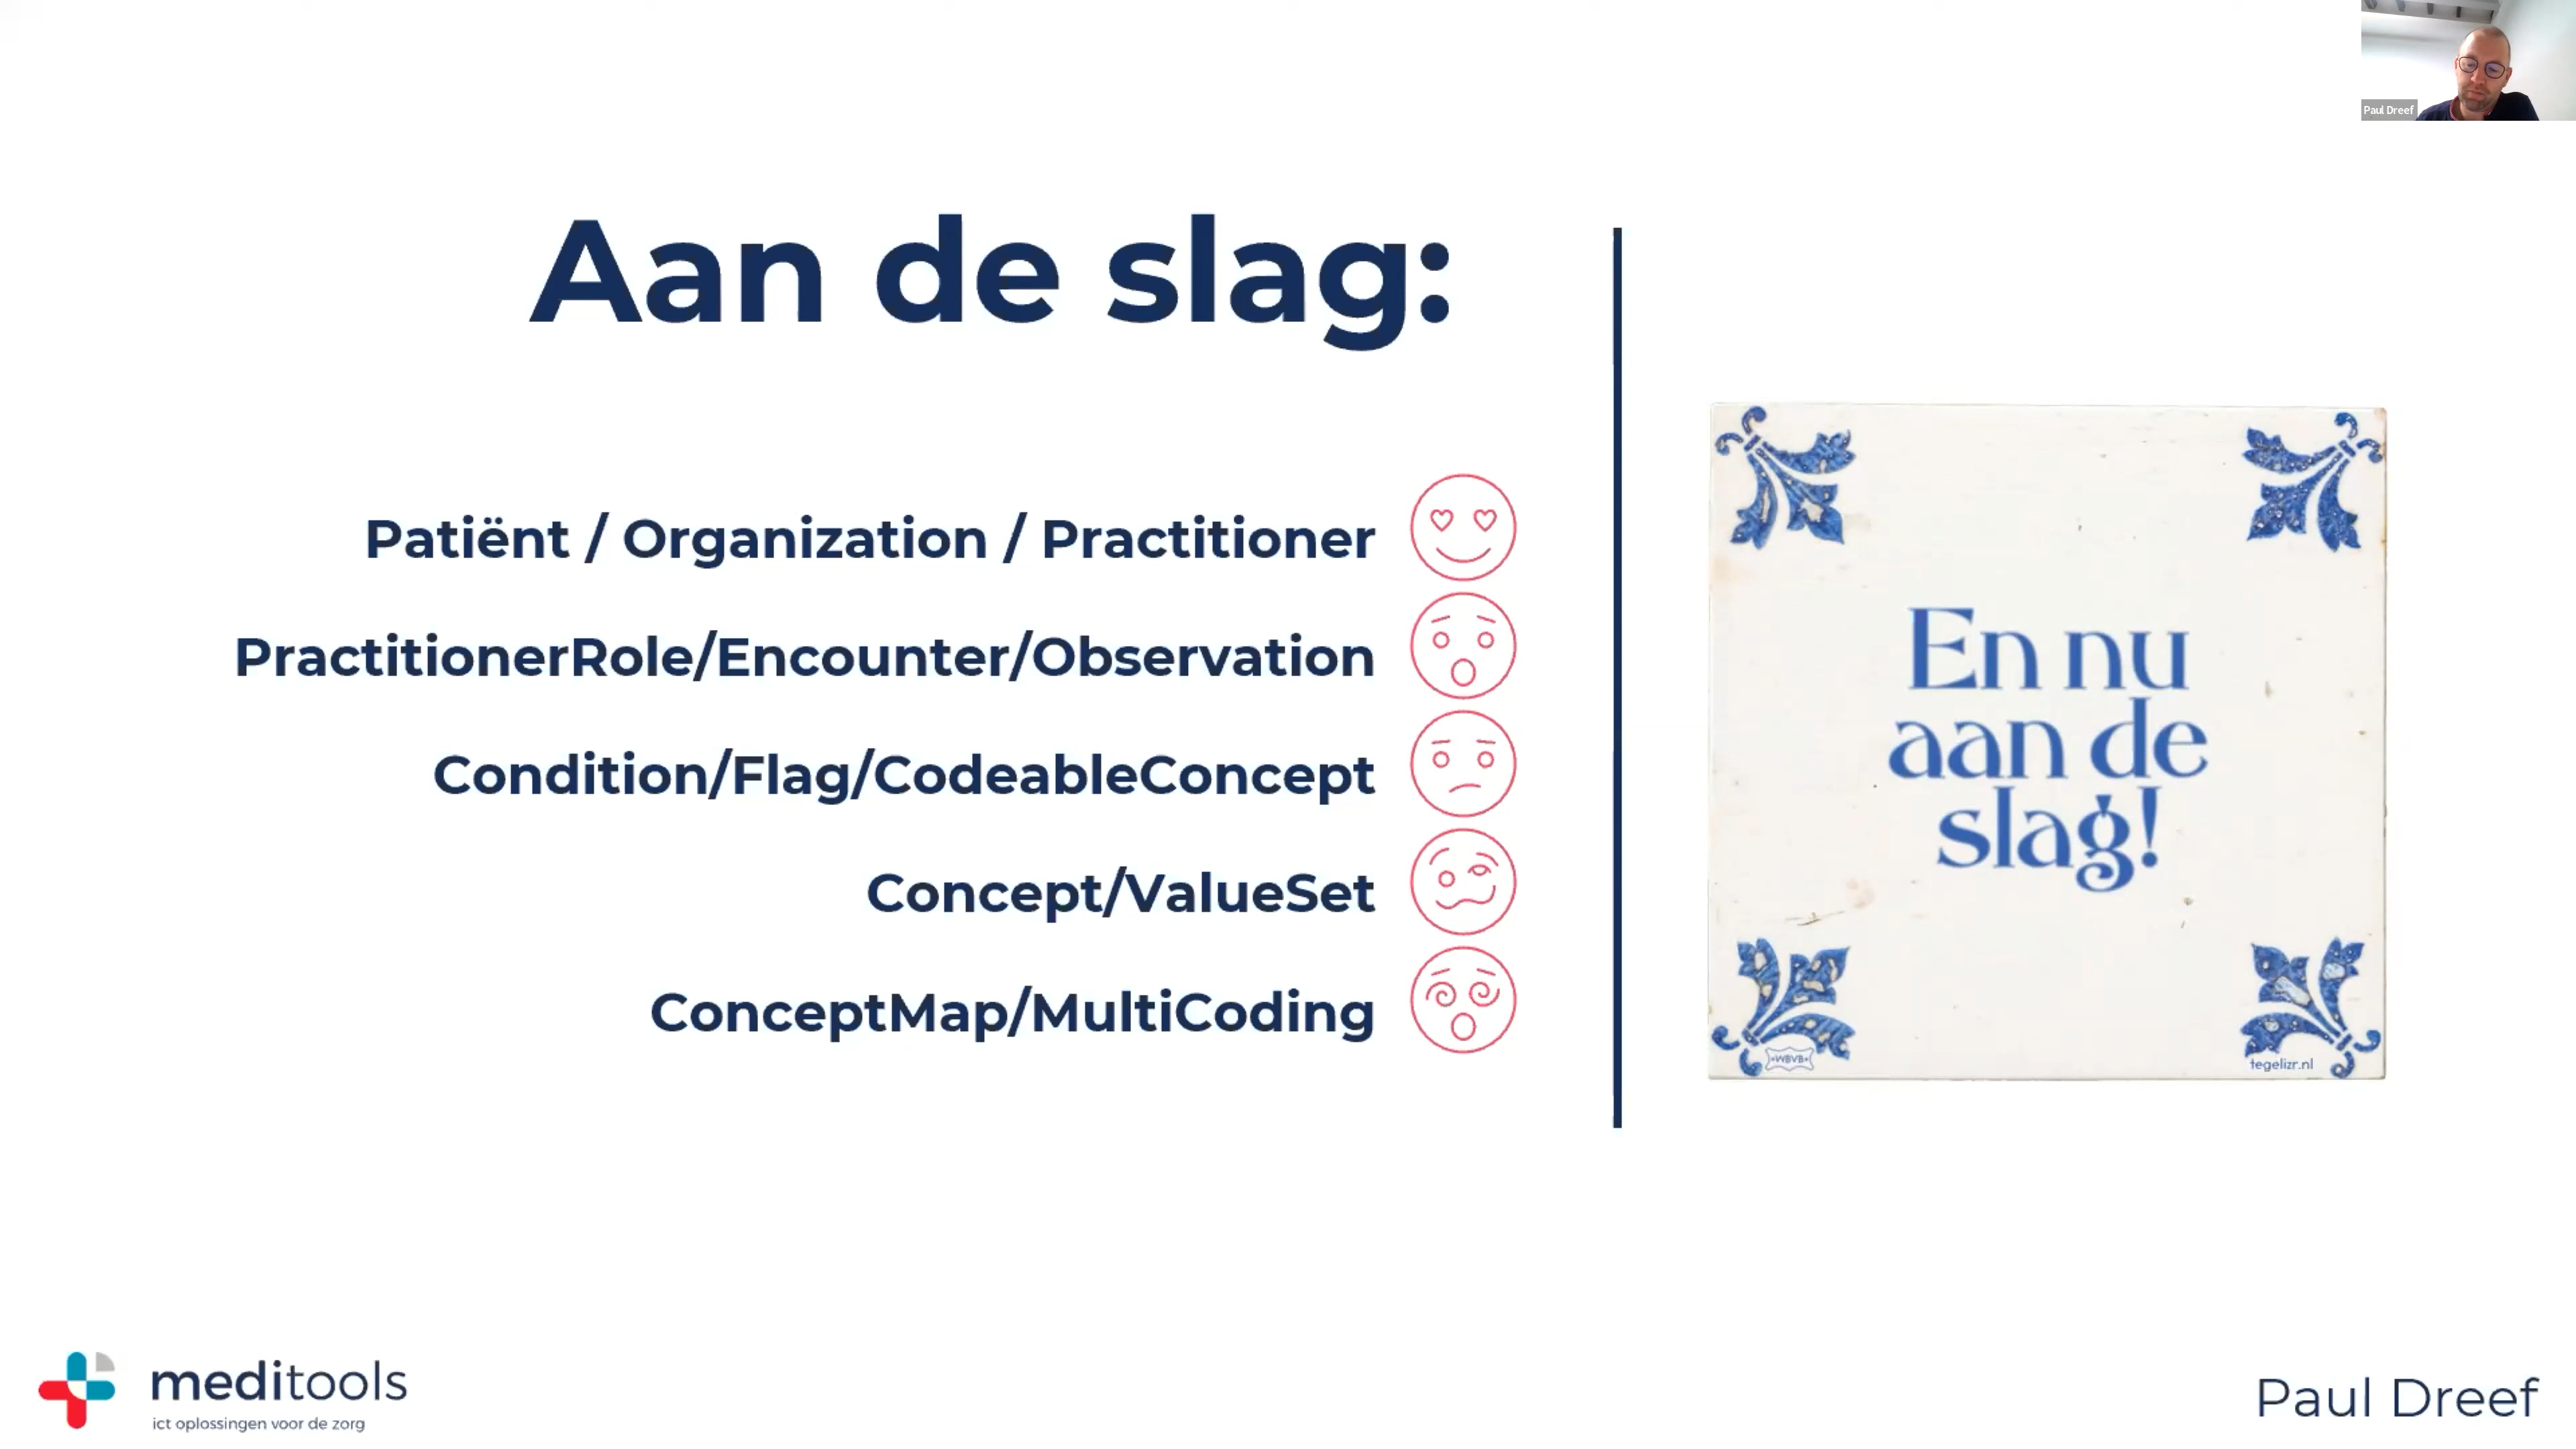 Paul Dreef
Aan de slag:
Patiënt / Organization / Practitioner
PractitionerRole/Encounter/Observation
Condition/Flag/CodeableConcept
Concept/ValueSet
ConceptMap/MultiCoding
En nu
aan de
slag!
WBVB
tegelizr.nl
meditools
ict oplossingen voor de zorg
Paul Dreef